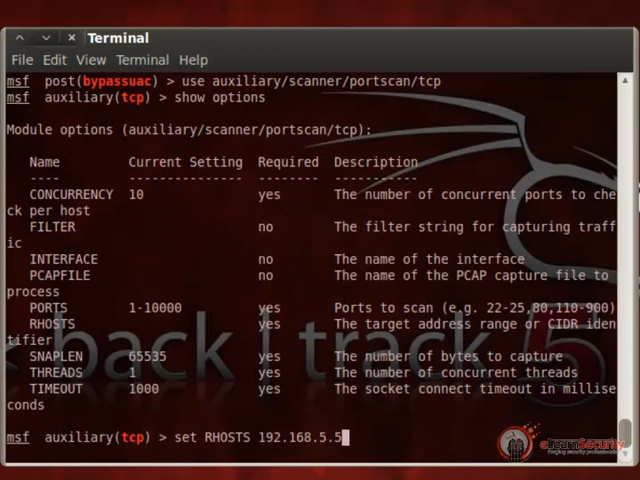 Terminal
File Edit View Terminal Help
msf post(bypassuac) > use auxiliary/scanner/portscan/tcp
msf auxiliary(tcp) > show options
Module options (auxiliary/scanner/portscan/tcp):
Name Current Setting Required Description
---- --------------- -------- -----------
CONCURRENCY 10 yes The number of concurrent ports to che
ck per host
FILTER no The filter string for capturing traff
ic
INTERFACE no The name of the interface
PCAPFILE no The name of the PCAP capture file to
process
PORTS 1-10000 yes Ports to scan (e.g. 22-25,80,110-900)
RHOSTS yes The target address range or CIDR iden
tifier
SNAPLEN 65535 yes The number of bytes to capture
THREADS 1 yes The number of concurrent threads
TIMEOUT 1000 yes The socket connect timeout in millise
conds
msf auxiliary(tcp) > set RHOSTS 192.168.5.5
back | track 5
eLearnSecurity
Forging security professionals